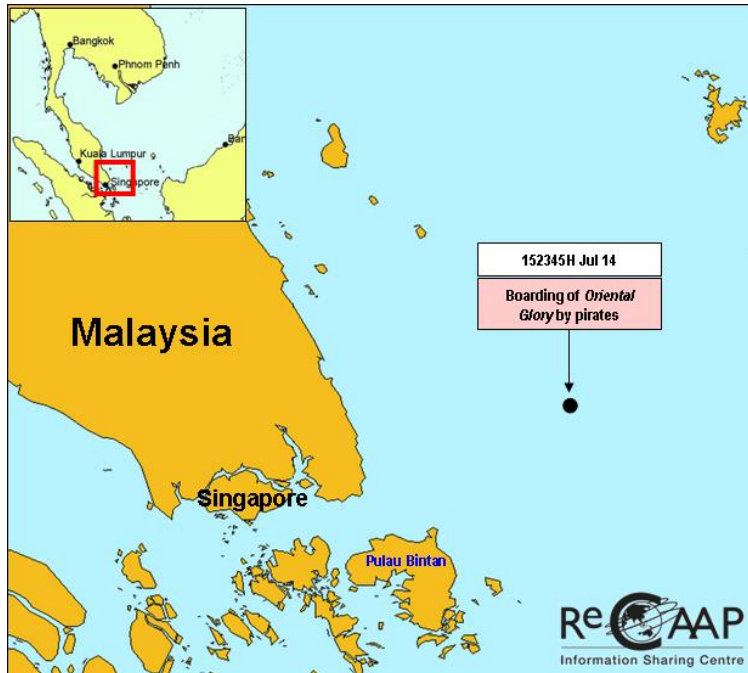 Bangkok
Phnom Penh
Kuala Lumpur
Ban
Singapore
152345H Jul 14
Boarding of Oriental
Glory by pirates
Malaysia
Singapore
Pulau Bintan
ReCAAP
Information Sharing Centre